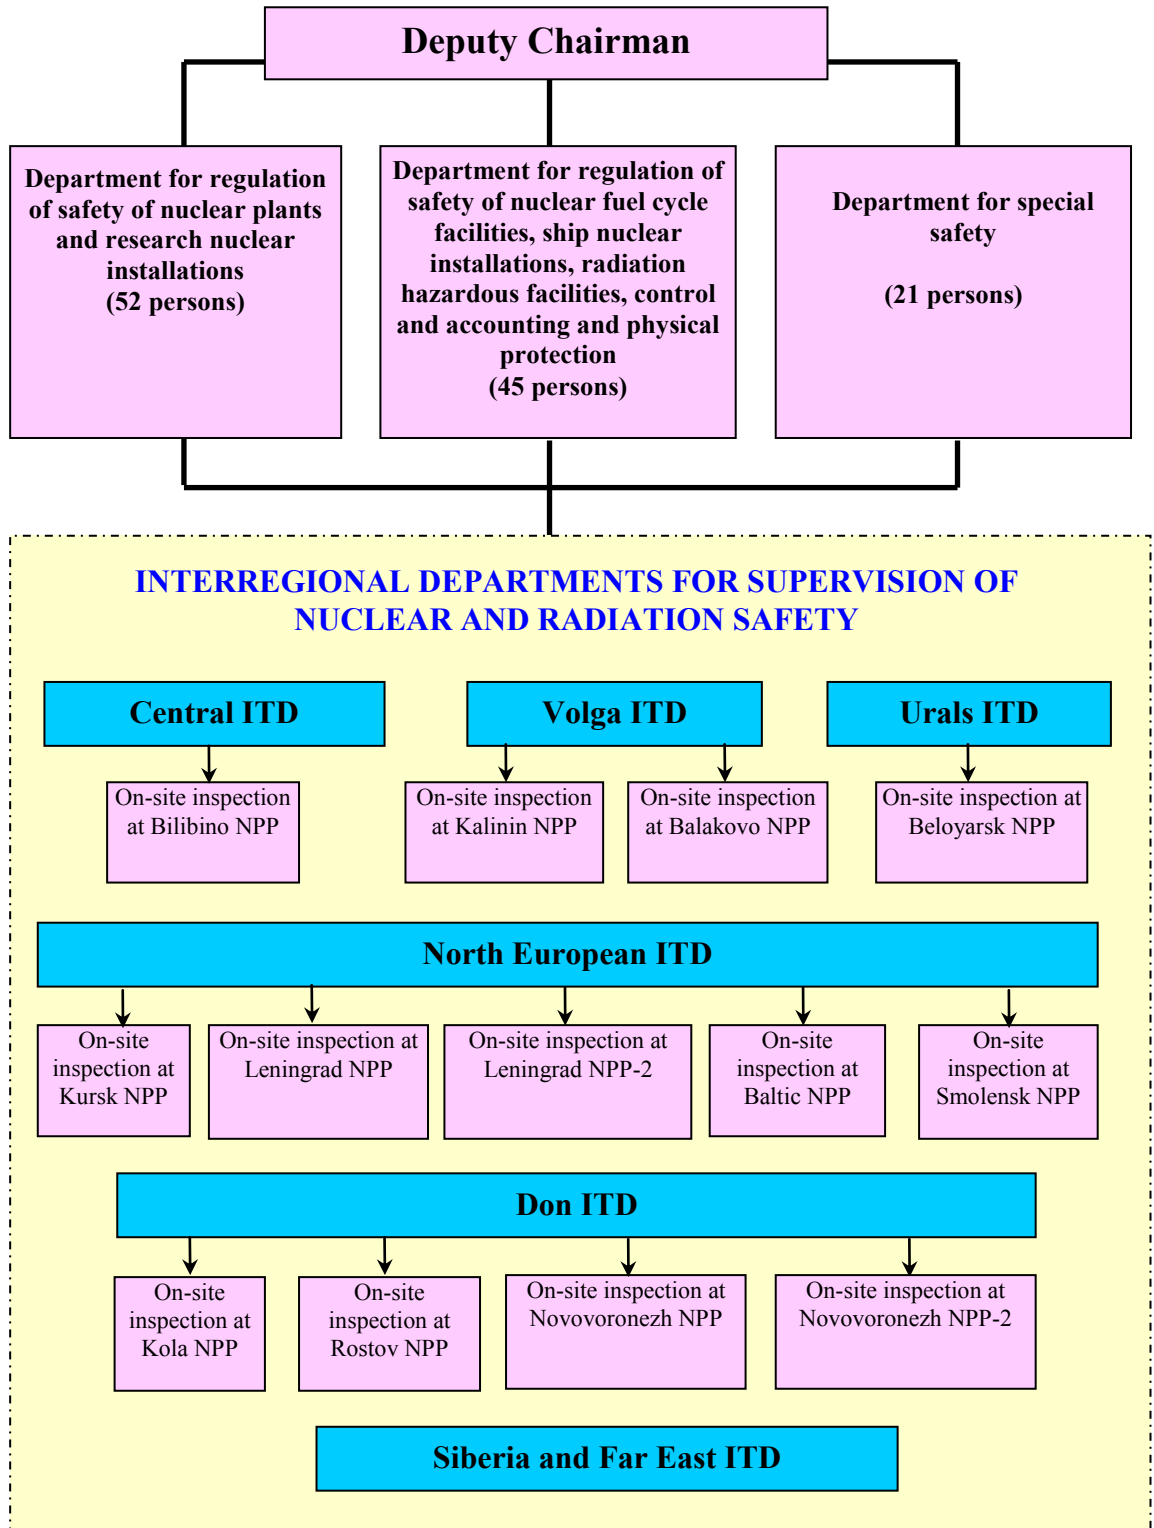 Deputy Chairman
Department for regulation
of safety of nuclear plants
and research nuclear
installations
(52 persons)
Department for regulation of
safety of nuclear fuel cycle
facilities, ship nuclear
installations, radiation
hazardous facilities, control
and accounting and physical
protection
(45 persons)
Department for special
safety
(21 persons)
INTERREGIONAL DEPARTMENTS FOR SUPERVISION OF
NUCLEAR AND RADIATION SAFETY
Central ITD
Volga ITD
Urals ITD
On-site inspection
at Bilibino NPP
On-site inspection
at Kalinin NPP
On-site inspection
at Balakovo NPP
On-site inspection at
Beloyarsk NPP
North European ITD
On-site
inspection at
Kursk NPP
On-site inspection at
Leningrad NPP
On-site inspection at
Leningrad NPP-2
On-site
inspection at
Baltic NPP
On-site
inspection at
Smolensk NPP
Don ITD
On-site
inspection at
Kola NPP
On-site
inspection at
Rostov NPP
On-site inspection at
Novovoronezh NPP
On-site inspection at
Novovoronezh NPP-2
Siberia and Far East ITD